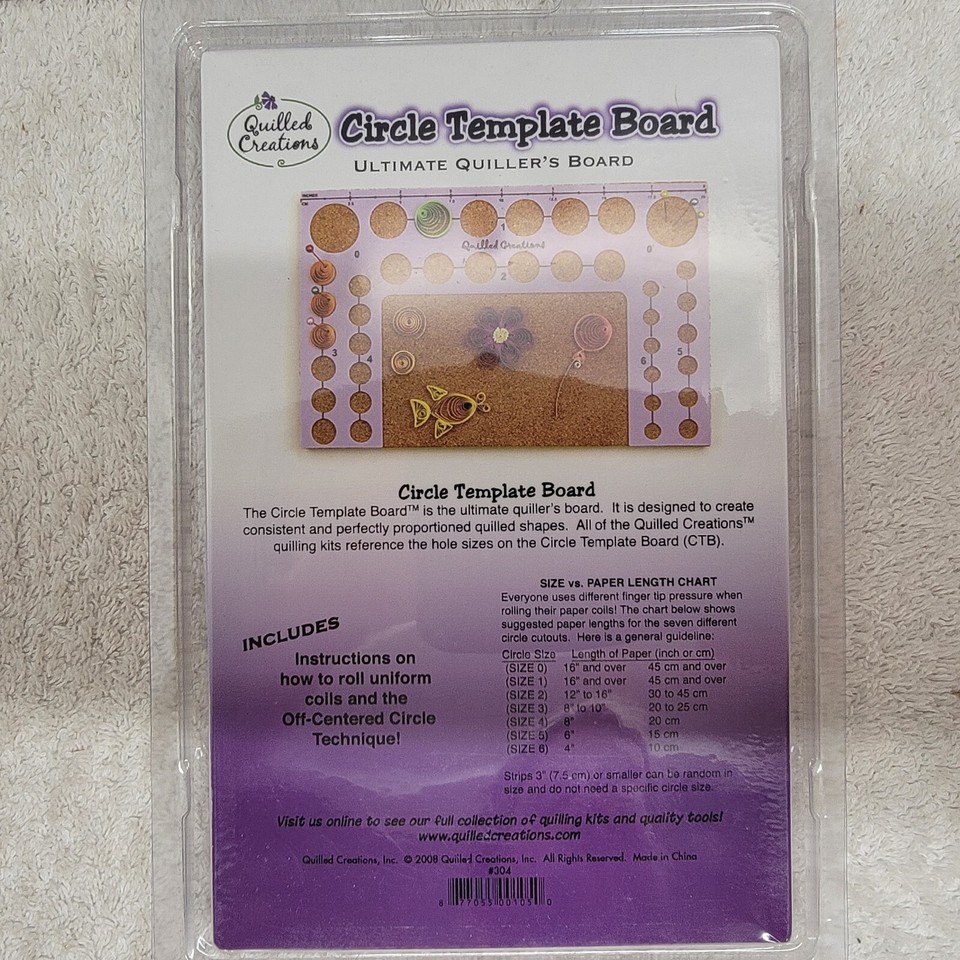 Quilled
Creations
Circle Template Board
ULTIMATE QUILLER'S BOARD
INCHES
CM
1
Quilled Creations
0
0
2
3
4
6
5
Circle Template Board
The Circle Template Board™ is the ultimate quiller's board. It is designed to create
consistent and perfectly proportioned quilled shapes. All of the Quilled Creations™
quilling kits reference the hole sizes on the Circle Template Board (CTB).
INCLUDES
Instructions on
how to roll uniform
coils and the
Off-Centered Circle
Technique!
SIZE vs. PAPER LENGTH CHART
Everyone uses different finger tip pressure when
rolling their paper coils! The chart below shows
suggested paper lengths for the seven different
circle cutouts. Here is a general guideline:
Circle Size Length of Paper (inch or cm)
(SIZE 0) 16" and over 45 cm and over
(SIZE 1) 16" and over 45 cm and over
(SIZE 2) 12" to 16" 30 to 45 cm
(SIZE 3) 8" to 10" 20 to 25 cm
(SIZE 4) 8" 20 cm
(SIZE 5) 6" 15 cm
(SIZE 6) 4" 10 cm
Strips 3" (7.5 cm) or smaller can be random in
size and do not need a specific circle size.
Visit us online to see our full collection of quilling kits and quality tools!
www.quilledcreations.com
Quilled Creations, Inc. © 2008 Quilled Creations, Inc. All Rights Reserved. Made in China
#304
8 77055 00105 0